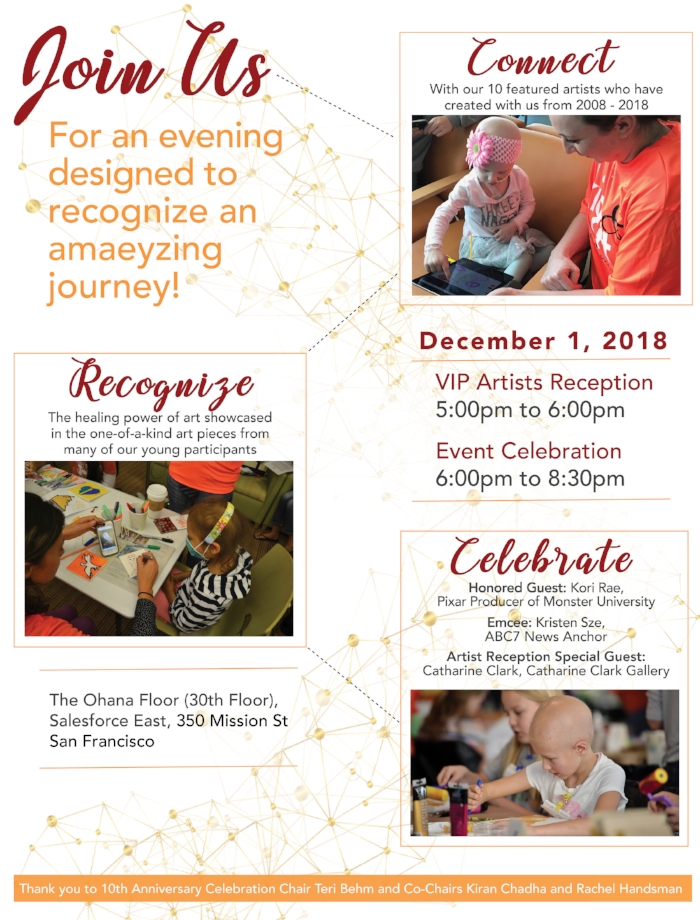 Join Us
For an evening
designed to
recognize an
amaeyzing
journey!
Connect
With our 10 featured artists who have
created with us from 2008 - 2018
December 1, 2018
VIP Artists Reception
5:00pm to 6:00pm
Event Celebration
6:00pm to 8:30pm
Recognize
The healing power of art showcased
in the one-of-a-kind art pieces from
many of our young participants
Celebrate
Honored Guest: Kori Rae,
Pixar Producer of Monster University
Emcee: Kristen Sze,
ABC7 News Anchor
Artist Reception Special Guest:
Catharine Clark, Catharine Clark Gallery
The Ohana Floor (30th Floor),
Salesforce East, 350 Mission St
San Francisco
Thank you to 10th Anniversary Celebration Chair Teri Behm and Co-Chairs Kiran Chadha and Rachel Handsman